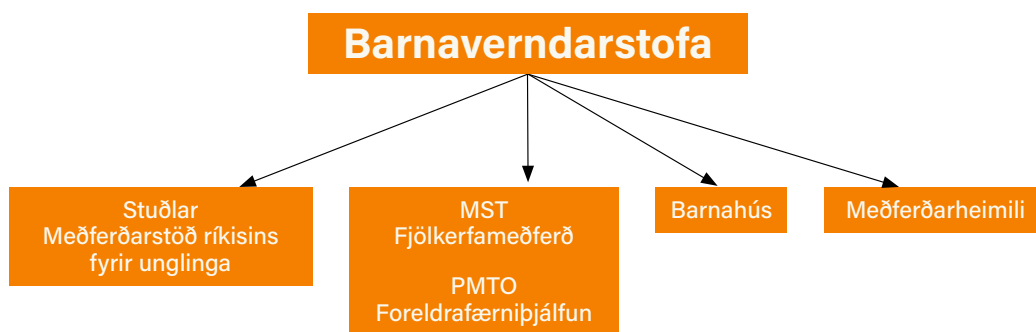 Barnaverndarstofa
Stuðlar
Meðferðarstöð ríkisins
fyrir unglinga
MST
Fjölkerfameðferð
PMTO
Foreldrafærniþjálfun
Barnahús
Meðferðarheimili